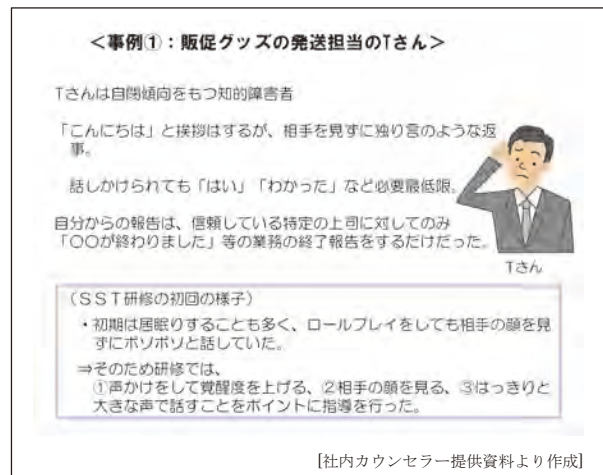 ＜事例①：販促グッズの発送担当のTさん＞
Tさんは自閉傾向をもつ知的障害者
「こんにちは」と挨拶はするが、相手を見ずに独り言のような返
事。
話しかけられても「はい」「わかった」など必要最低限。
自分からの報告は、信頼している特定の上司に対してのみ
「〇〇が終わりました」等の業務の終了報告をするだけだった。
Tさん
（ＳＳＴ研修の初回の様子）
・初期は居眠りすることも多く、ロールプレイをしても相手の顔を見
ずにボソボソと話していた。
⇒そのため研修では、
①声かけをして覚醒度を上げる、②相手の顔を見る、③はっきりと
大きな声で話すことをポイントに指導を行った。
[社内カウンセラー提供資料より作成]